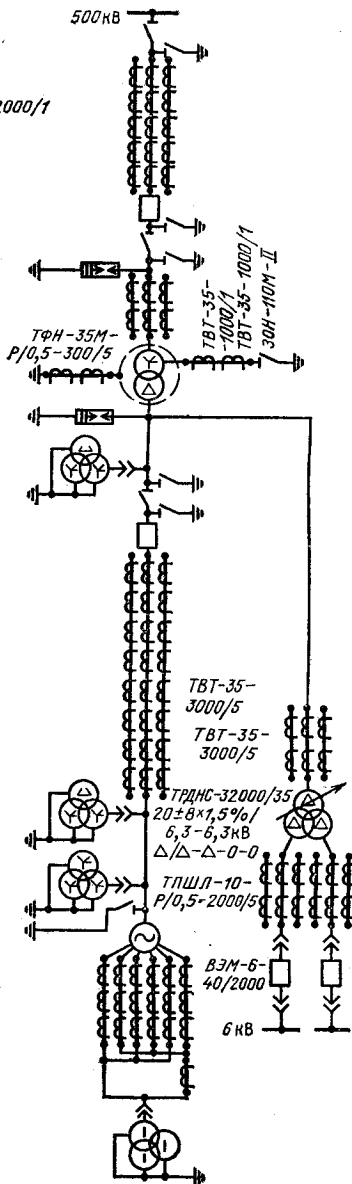 500кВ
2000/1
ТВТ-35-
-1000/1
ТВТ-35-1000/1
ЗОН-110М-II
ТФН-35М-
Р/0,5-300/5
ТВТ-35-
3000/5
ТВТ-35-
3000/5
ТРДНС-32000/35
20±8×1,5%/
6,3-6,3кВ
△/△-△-0-0
ТПШЛ-10-
Р/0,5-2000/5
ВЭМ-6-
40/2000
6кВ